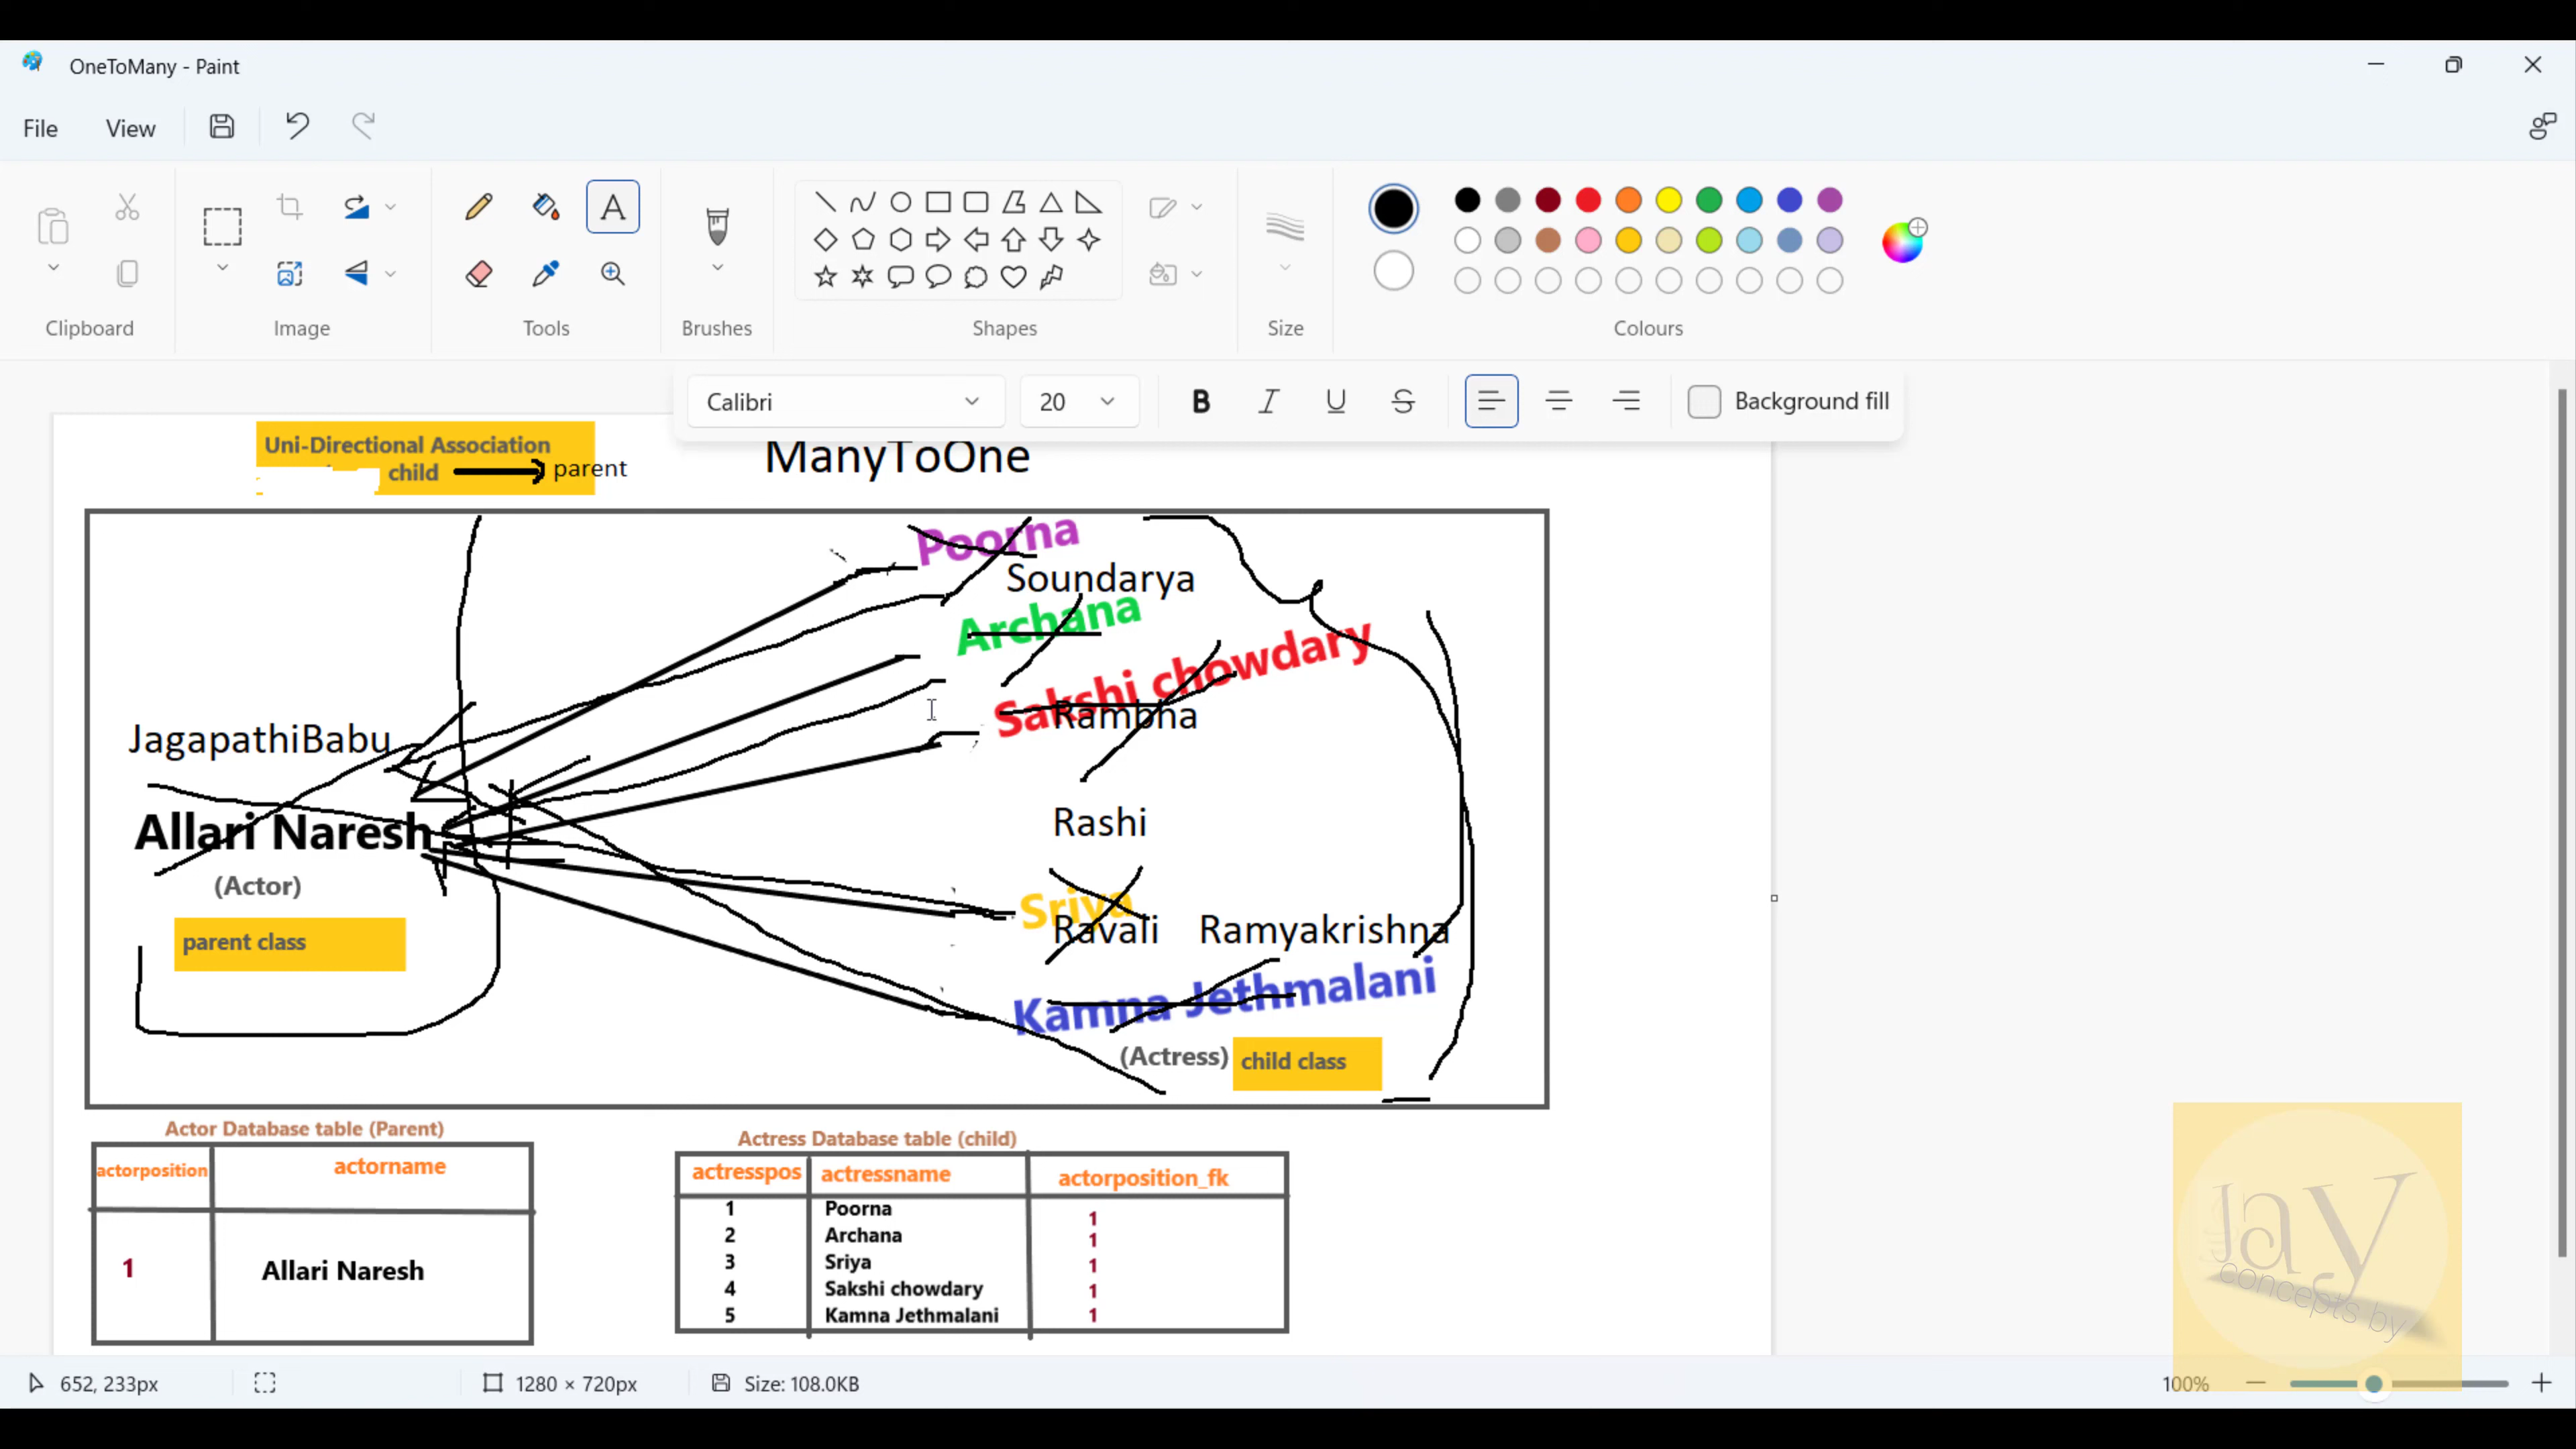 OneToMany - Paint
File View
Clipboard Image Tools Brushes Shapes Size Colours
Calibri 20 B I U S Background fill
Uni-Directional Association
child parent
ManyToOne
Poorna
Soundarya
Archana
Sakshi chowdary
Rambha
JagapathiBabu
Rashi
Allari Naresh
(Actor)
Sriya
Ravali Ramyakrishna
parent class
Kamna Jethmalani
(Actress) child class
Actor Database table (Parent)
actorposition actorname
1 Allari Naresh
Actress Database table (child)
actresspos actressname actorposition_fk
1 Poorna 1
2 Archana 1
3 Sriya 1
4 Sakshi chowdary 1
5 Kamna Jethmalani 1
Jay
concepts by
652, 233px 1280 × 720px Size: 108.0KB 100%